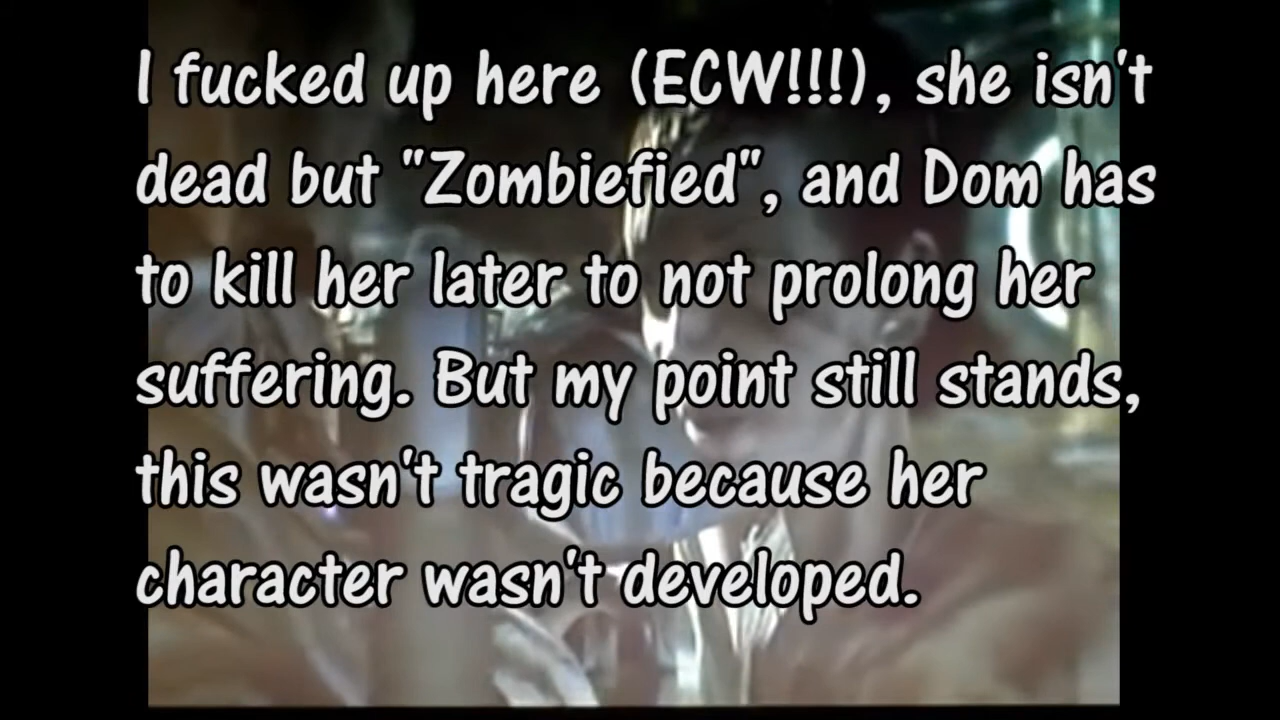 I fucked up here (ECW!!!), she isn't
dead but "Zombiefied", and Dom has
to kill her later to not prolong her
suffering. But my point still stands,
this wasn't tragic because her
character wasn't developed.